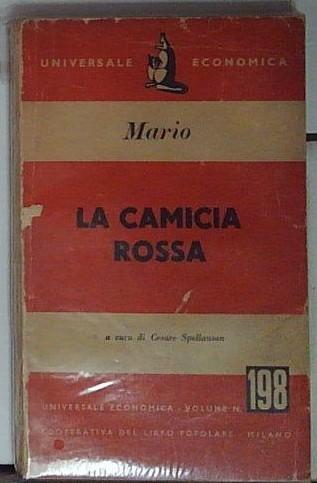 UNIVERSALE ECONOMICA
Mario
LA CAMICIA
ROSSA
a cura di Cesare Spellanzon
198
UNIVERSALE ECONOMICA - VOLUME N.
COOPERATIVA DEL LIBRO POPOLARE - MILANO